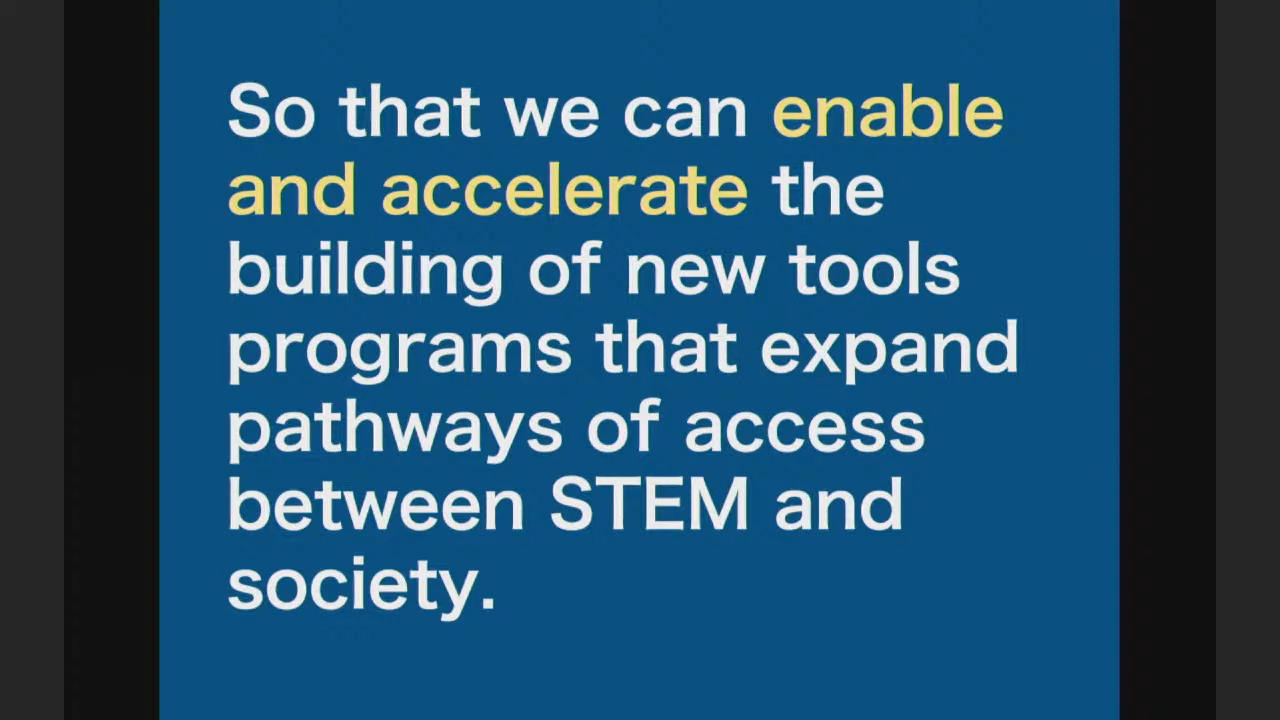 So that we can enable
and accelerate the
building of new tools
programs that expand
pathways of access
between STEM and
society.